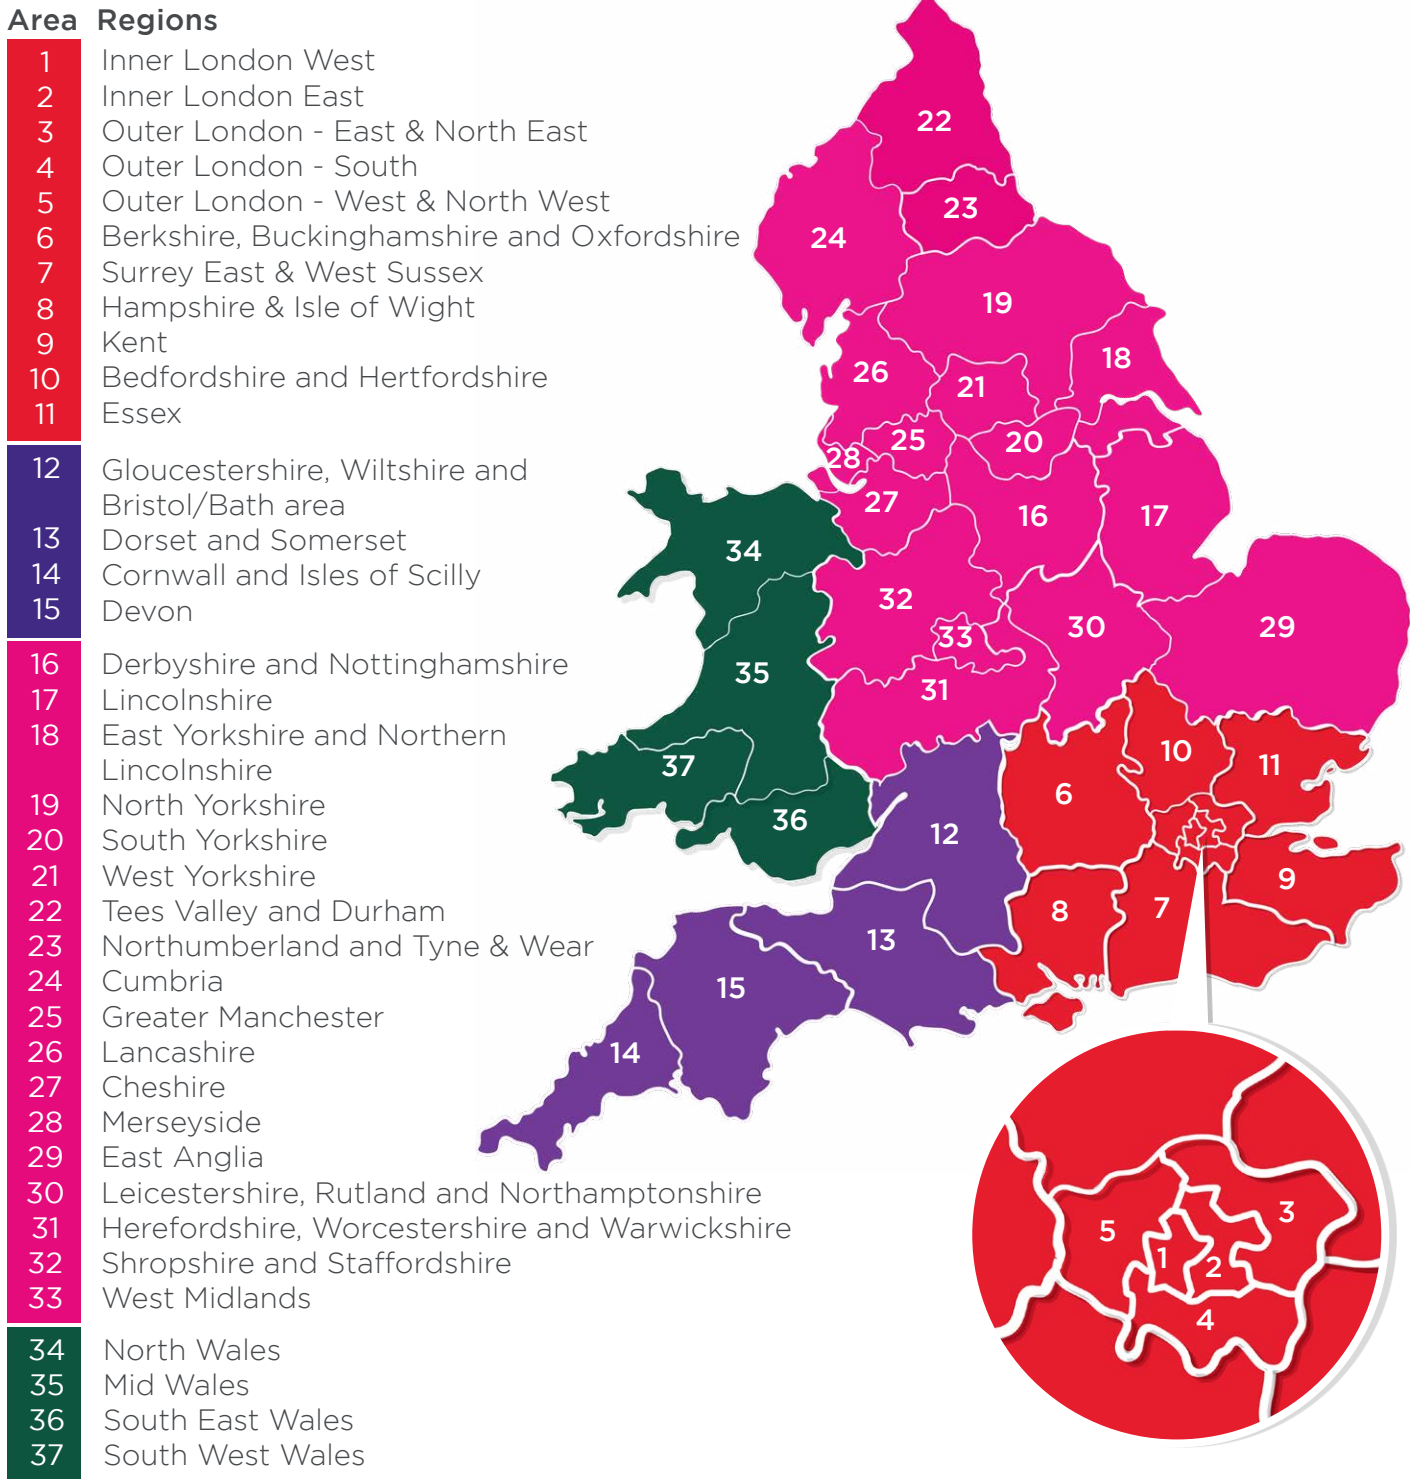 Area Regions
1 Inner London West
2 Inner London East
3 Outer London - East & North East
4 Outer London - South
5 Outer London - West & North West
6 Berkshire, Buckinghamshire and Oxfordshire
7 Surrey East & West Sussex
8 Hampshire & Isle of Wight
9 Kent
10 Bedfordshire and Hertfordshire
11 Essex
12 Gloucestershire, Wiltshire and
Bristol/Bath area
13 Dorset and Somerset
14 Cornwall and Isles of Scilly
15 Devon
16 Derbyshire and Nottinghamshire
17 Lincolnshire
18 East Yorkshire and Northern
Lincolnshire
19 North Yorkshire
20 South Yorkshire
21 West Yorkshire
22 Tees Valley and Durham
23 Northumberland and Tyne & Wear
24 Cumbria
25 Greater Manchester
26 Lancashire
27 Cheshire
28 Merseyside
29 East Anglia
30 Leicestershire, Rutland and Northamptonshire
31 Herefordshire, Worcestershire and Warwickshire
32 Shropshire and Staffordshire
33 West Midlands
34 North Wales
35 Mid Wales
36 South East Wales
37 South West Wales
22
23
24
19
18
26
21
25
20
28
27
16
17
34
32
33
30
29
35
31
10
11
37
6
36
12
9
8
7
13
15
14
3
5
1
2
4